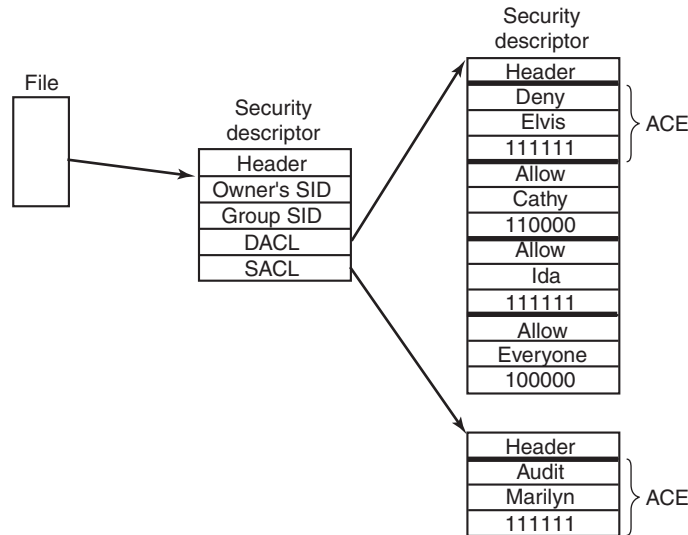 File
Security
descriptor
Header
Owner's SID
Group SID
DACL
SACL
Security
descriptor
Header
Deny
Elvis
111111
ACE
Allow
Cathy
110000
Allow
Ida
111111
Allow
Everyone
100000
Header
Audit
Marilyn
111111
ACE